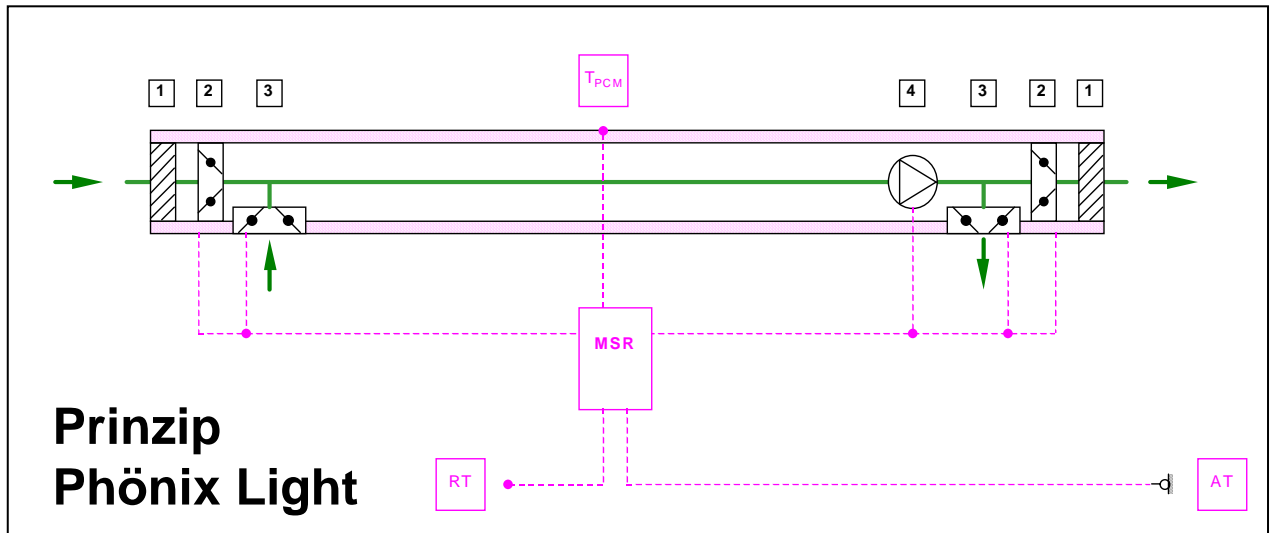 T_PCM
1 2 3 4 3 2 1
MSR
Prinzip
Phönix Light
RT AT